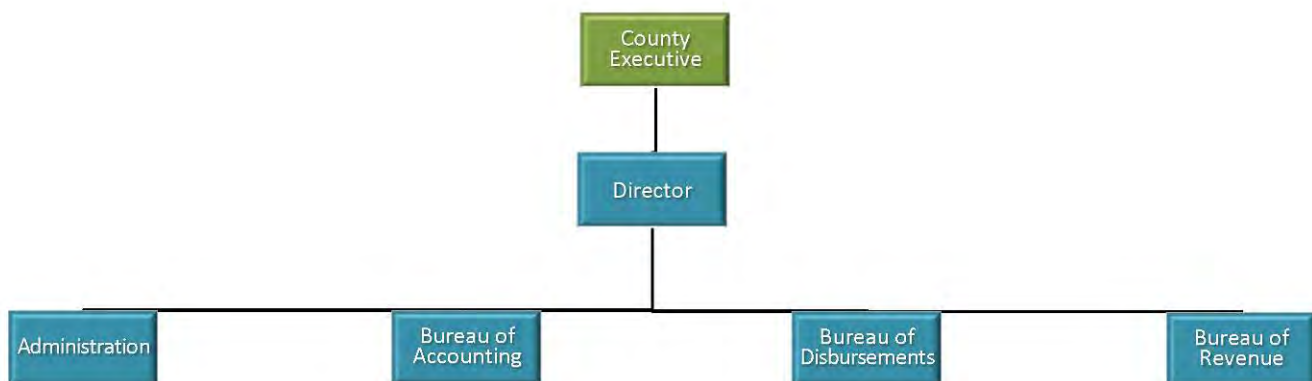 County
Executive
Director
Administration
Bureau of
Accounting
Bureau of
Disbursements
Bureau of
Revenue